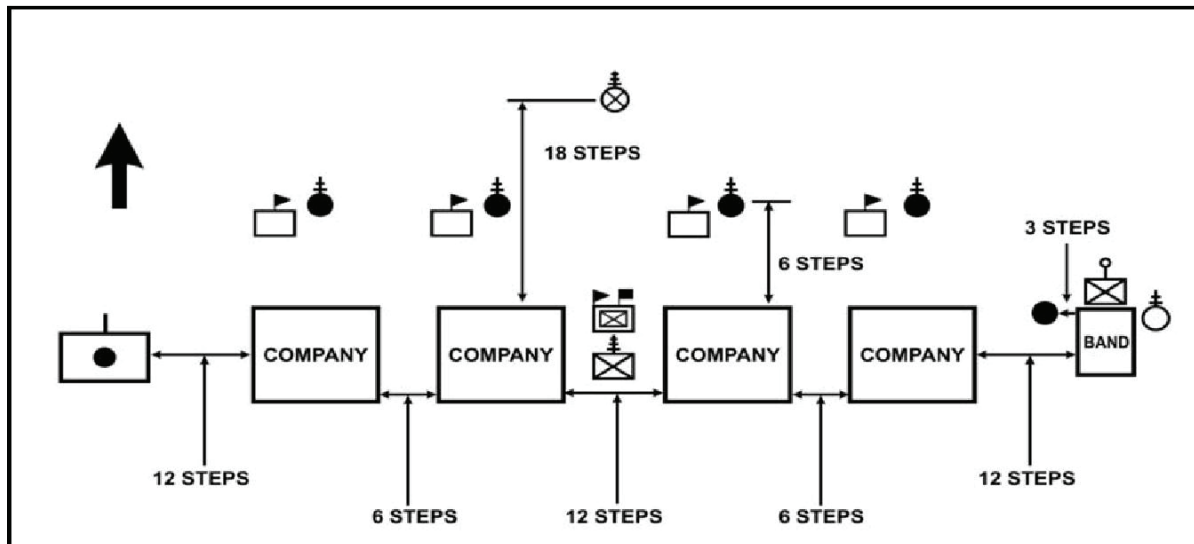 18 STEPS
3 STEPS
6 STEPS
COMPANY
COMPANY
COMPANY
COMPANY
BAND
12 STEPS
6 STEPS
12 STEPS
6 STEPS
12 STEPS